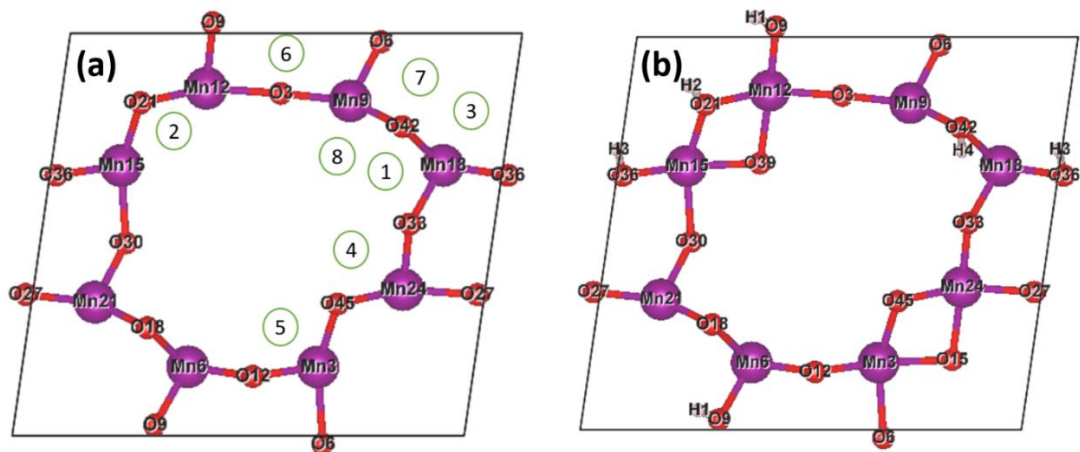 (a)
O9
O6
6
7
Mn12
O3
Mn9
O21
O42
3
2
8
1
Mn15
Mn18
O36
O36
O33
O30
4
O27
Mn21
Mn24
O27
O45
O18
5
Mn6
O12
Mn3
O9
O6
(b)
H1
O9
O6
H2
Mn12
O3
Mn9
O21
O42
H4
H3
Mn15
O39
Mn18
H3
O36
O36
O33
O30
O27
Mn21
Mn24
O27
O45
O18
Mn6
O12
Mn3
O15
H1
O9
O6